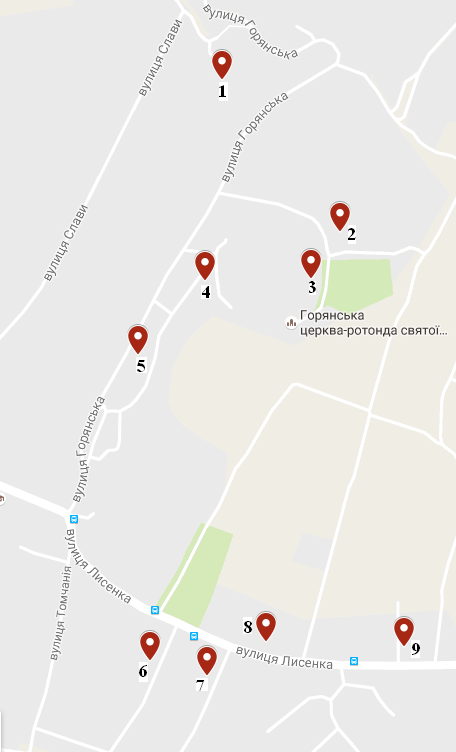 вулиця Горянська
вулиця Слави
1
вулиця Горянська
вулиця Слави
2
3
4
Горянська
церква-ротонда святої...
5
вулиця Горянська
вулиця Лисенка
вулиця Томчанія
8
9
6
7
вулиця Лисенка